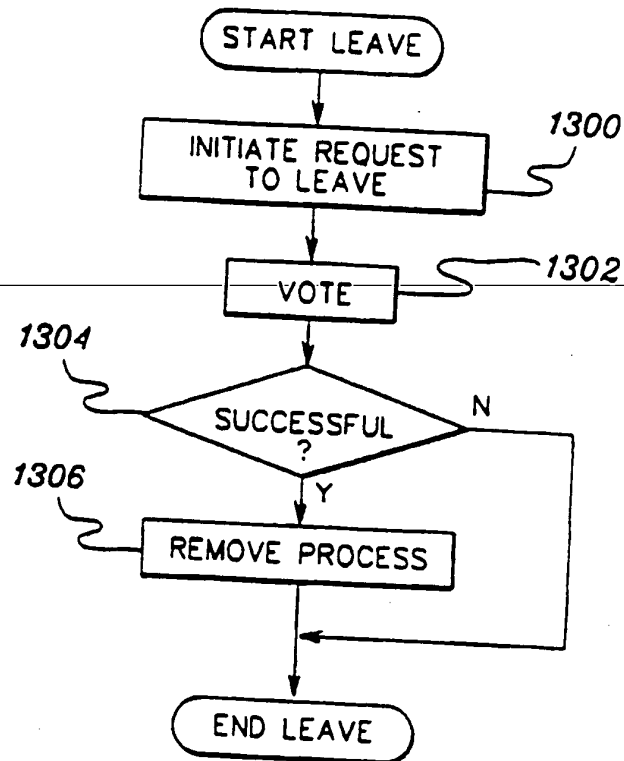 START LEAVE
INITIATE REQUEST
TO LEAVE
1300
VOTE
1302
1304
SUCCESSFUL
?
N
Y
1306
REMOVE PROCESS
END LEAVE